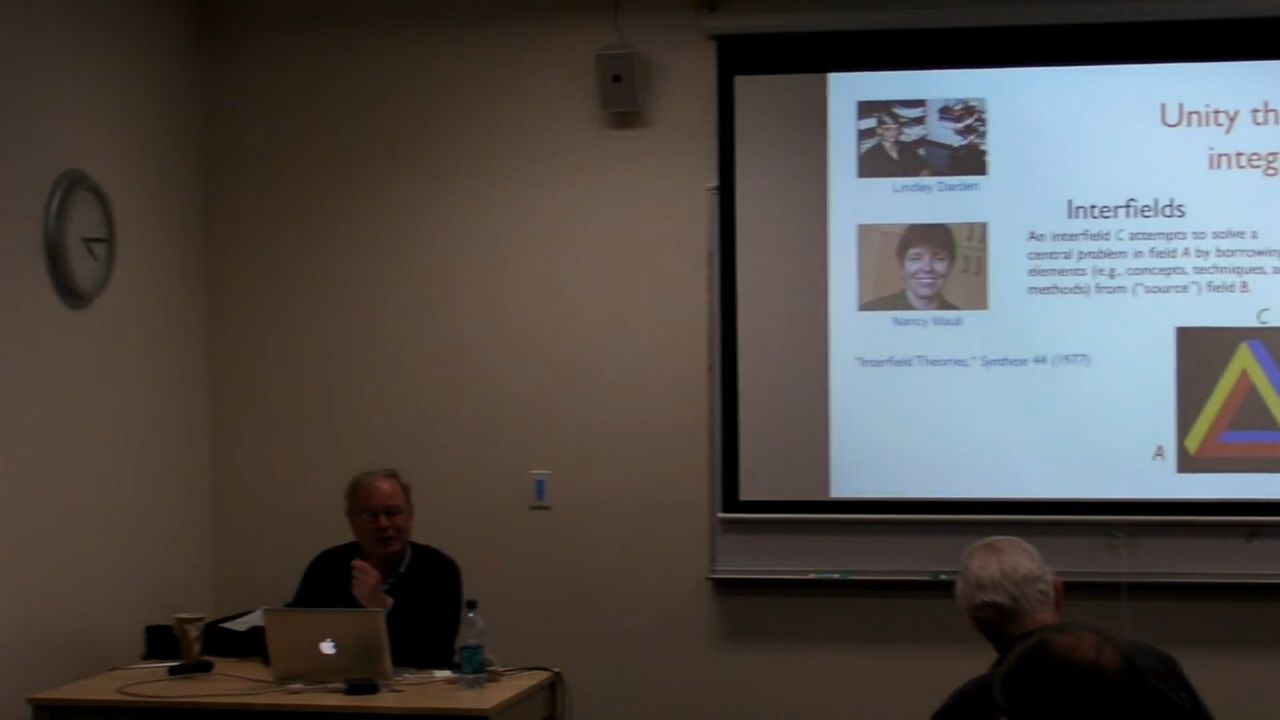 Unity th
integ
Lindley Darden
Interfields
An interfield C attempts to solve a
central problem in field A by borrowing
elements (e.g., concepts, techniques, a
methods) from ("source") field B.
Nancy Maull
C
"Interfield Theories," Synthese 44 (1977)
A